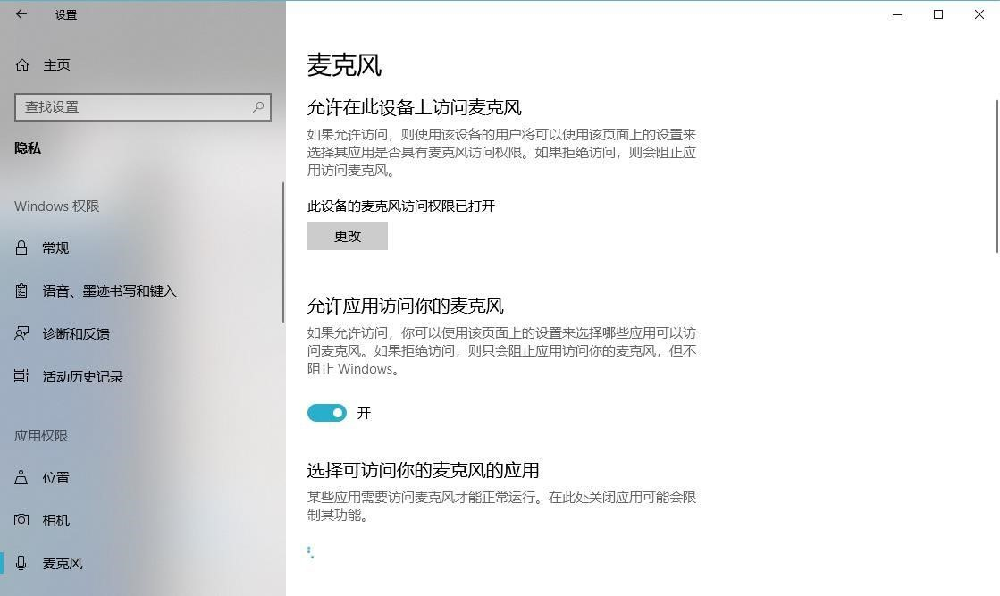 设置
主页
查找设置
隐私
Windows 权限
常规
语音、墨迹书写和键入
诊断和反馈
活动历史记录
应用权限
位置
相机
麦克风
麦克风
允许在此设备上访问麦克风
如果允许访问，则使用该设备的用户将可以使用该页面上的设置来
选择其应用是否具有麦克风访问权限。如果拒绝访问，则会阻止应
用访问麦克风。
此设备的麦克风访问权限已打开
更改
允许应用访问你的麦克风
如果允许访问，你可以使用该页面上的设置来选择哪些应用可以访
问麦克风。如果拒绝访问，则只会阻止应用访问你的麦克风，但不
阻止 Windows。
开
选择可访问你的麦克风的应用
某些应用需要访问麦克风才能正常运行。在此处关闭应用可能会限
制其功能。